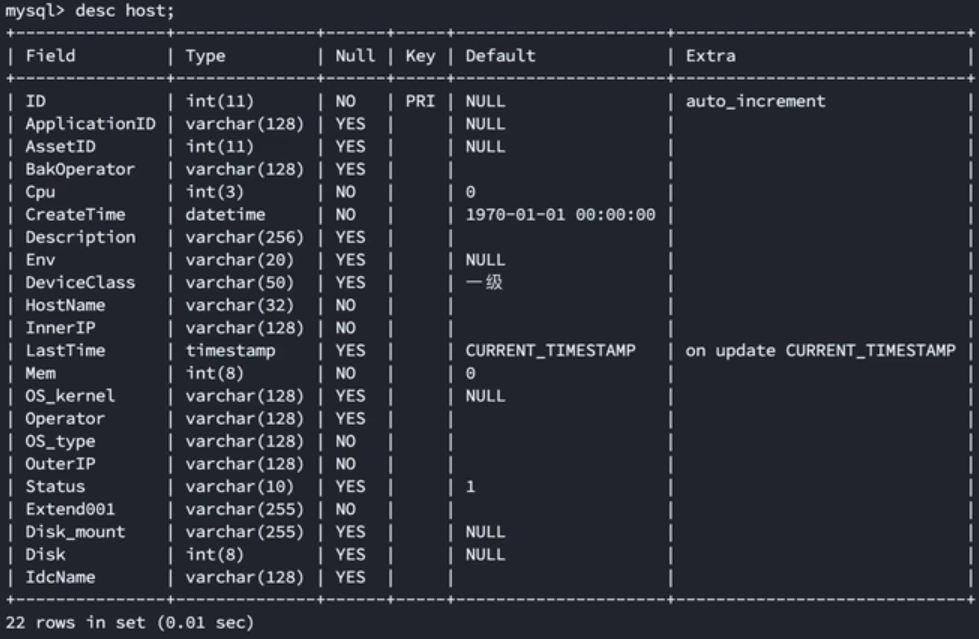 mysql> desc host;
+---------------+--------------+------+-----+---------------------+-----------------------------+
| Field         | Type         | Null | Key | Default             | Extra                       |
+---------------+--------------+------+-----+---------------------+-----------------------------+
| ID            | int(11)      | NO   | PRI | NULL                | auto_increment              |
| ApplicationID | varchar(128) | YES  |     | NULL                |                             |
| AssetID       | int(11)      | YES  |     | NULL                |                             |
| BakOperator   | varchar(128) | YES  |     |                     |                             |
| Cpu           | int(3)       | NO   |     | 0                   |                             |
| CreateTime    | datetime     | NO   |     | 1970-01-01 00:00:00 |                             |
| Description   | varchar(256) | YES  |     |                     |                             |
| Env           | varchar(20)  | YES  |     | NULL                |                             |
| DeviceClass   | varchar(50)  | YES  |     | 一级                |                             |
| HostName      | varchar(32)  | NO   |     |                     |                             |
| InnerIP       | varchar(128) | NO   |     |                     |                             |
| LastTime      | timestamp    | YES  |     | CURRENT_TIMESTAMP   | on update CURRENT_TIMESTAMP |
| Mem           | int(8)       | NO   |     | 0                   |                             |
| OS_kernel     | varchar(128) | YES  |     | NULL                |                             |
| Operator      | varchar(128) | YES  |     |                     |                             |
| OS_type       | varchar(128) | NO   |     |                     |                             |
| OuterIP       | varchar(128) | NO   |     |                     |                             |
| Status        | varchar(10)  | YES  |     | 1                   |                             |
| Extend001     | varchar(255) | NO   |     |                     |                             |
| Disk_mount    | varchar(255) | YES  |     | NULL                |                             |
| Disk          | int(8)       | YES  |     | NULL                |                             |
| IdcName       | varchar(128) | YES  |     |                     |                             |
+---------------+--------------+------+-----+---------------------+-----------------------------+
22 rows in set (0.01 sec)